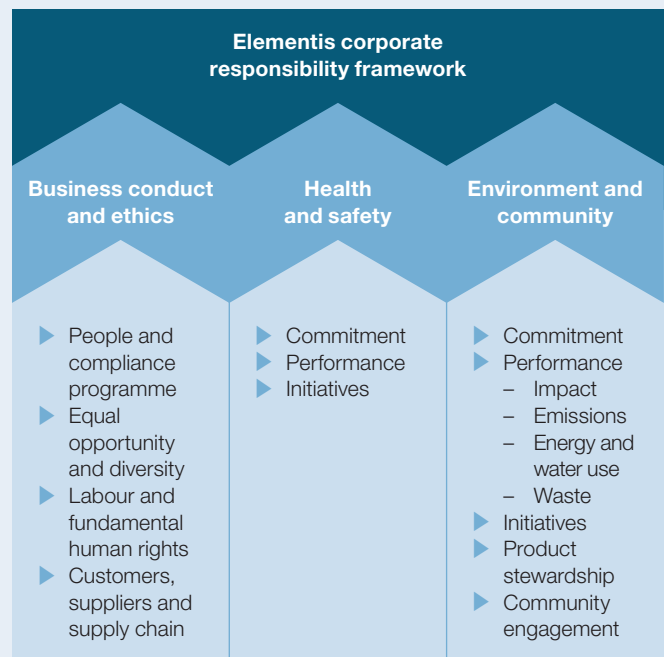 Elementis corporate
responsibility framework
Business conduct
and ethics
▶ People and
compliance
programme
▶ Equal
opportunity
and diversity
▶ Labour and
fundamental
human rights
▶ Customers,
suppliers and
supply chain
Health
and safety
▶ Commitment
▶ Performance
▶ Initiatives
Environment and
community
▶ Commitment
▶ Performance
– Impact
– Emissions
– Energy and
water use
– Waste
▶ Initiatives
▶ Product
stewardship
▶ Community
engagement